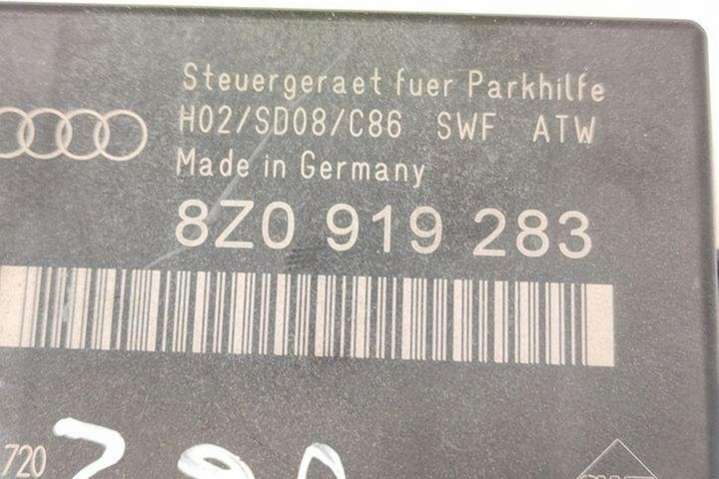 Steuergeraet fuer Parkhilfe
H02/SD08/C86 SWF ATW
Made in Germany
8Z0 919 283
720